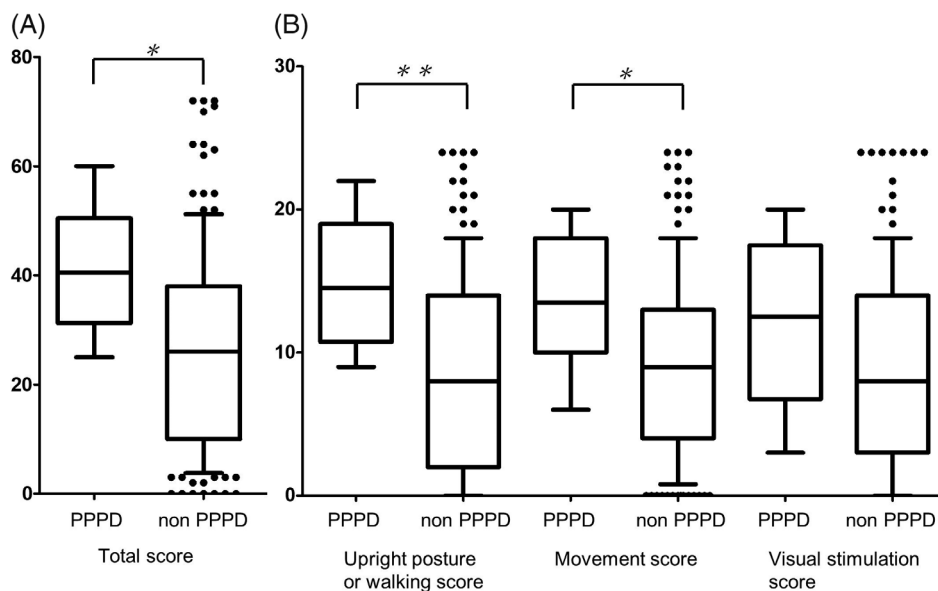 (A)
80
60
40
20
0
*
PPPD non PPPD
Total score
(B)
30
20
10
0
** *
PPPD non PPPD PPPD non PPPD PPPD non PPPD
Upright posture
or walking score
Movement score
Visual stimulation
score